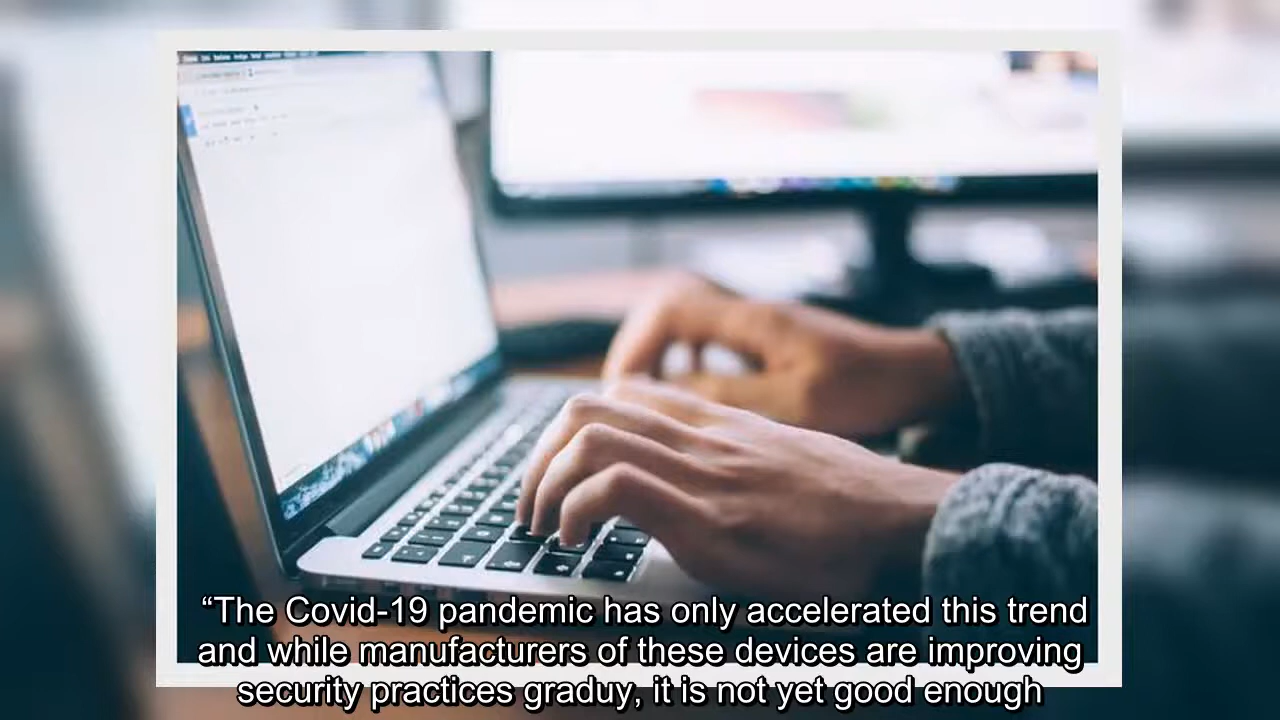 “The Covid-19 pandemic has only accelerated this trend
and while manufacturers of these devices are improving
security practices graduy, it is not yet good enough